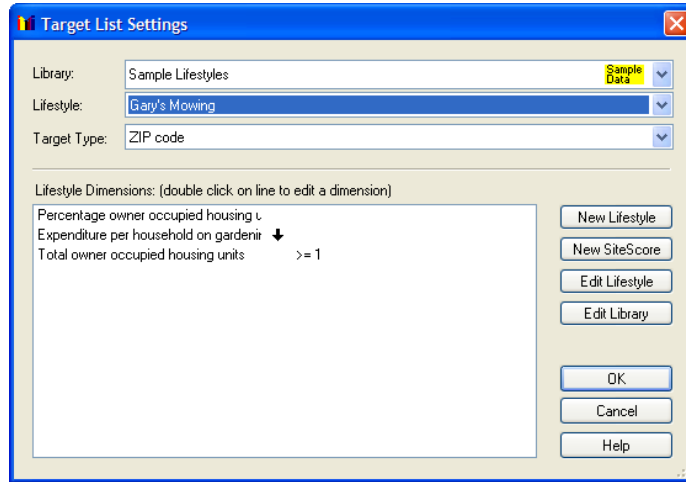 Target List Settings
Library: Sample Lifestyles Sample Data
Lifestyle: Gary's Mowing
Target Type: ZIP code
Lifestyle Dimensions: (double click on line to edit a dimension)
Percentage owner occupied housing u
Expenditure per household on gardenin
Total owner occupied housing units >= 1
New Lifestyle
New SiteScore
Edit Lifestyle
Edit Library
OK
Cancel
Help